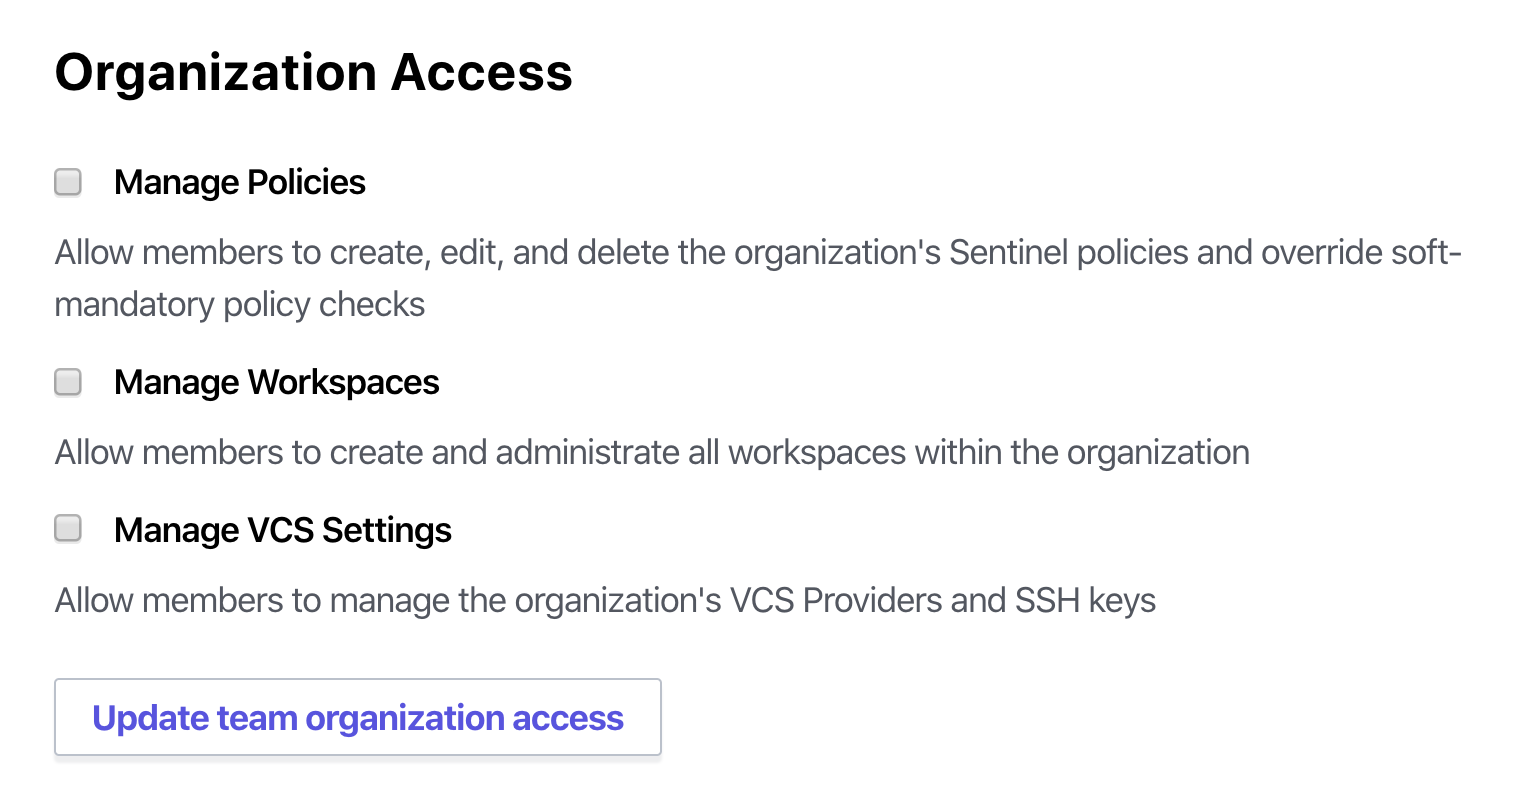 Organization Access
Manage Policies
Allow members to create, edit, and delete the organization's Sentinel policies and override soft-
mandatory policy checks
Manage Workspaces
Allow members to create and administrate all workspaces within the organization
Manage VCS Settings
Allow members to manage the organization's VCS Providers and SSH keys
Update team organization access